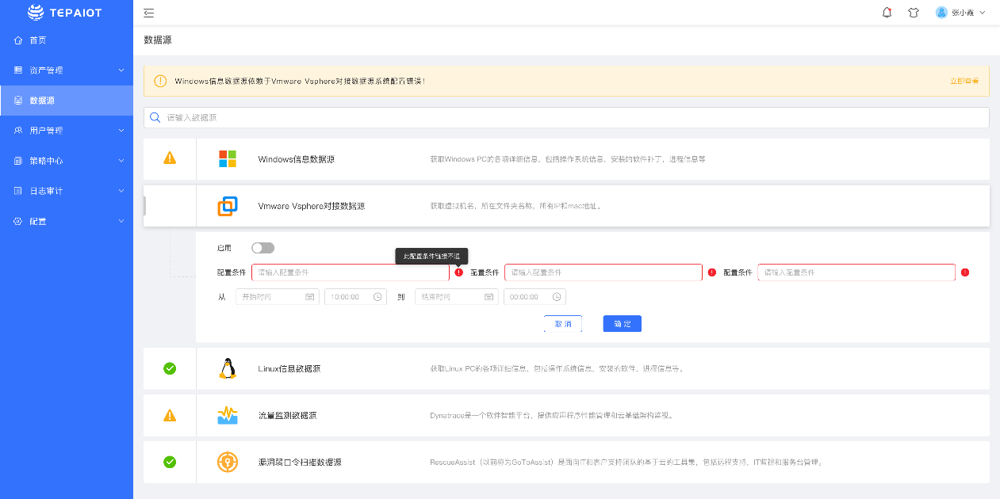 TEPAIOT
张小霞
首页
资产管理
数据源
用户管理
策略中心
日志审计
配置
数据源
Windows信息数据源依赖于Vmware Vsphere对接数据源系统配置错误!
立即查看
请输入数据源
Windows信息数据源
获取Windows PC的各项详细信息，包括操作系统信息，安装的软件补丁，进程信息等
Vmware Vsphere对接数据源
获取虚拟机名，所在文件夹名称，所有IP和mac地址。
启用
此配置条件链接不通
配置条件 请输入配置条件 配置条件 请输入配置条件 配置条件 请输入配置条件
从 开始时间 10:00:00 到 结束时间 00:00:00
取消 确定
Linux信息数据源
获取Linux PC的各项详细信息，包括操作系统信息，安装的软件，进程信息等。
流量监测数据源
Dynatrace是一个软件智能平台，提供应用程序性能管理和云基础架构监视。
漏洞弱口令扫描数据源
RescueAssist（以前称为GoToAssist）是面向IT和客户支持团队的基于云的工具集，包括远程支持，IT监视和服务台管理。